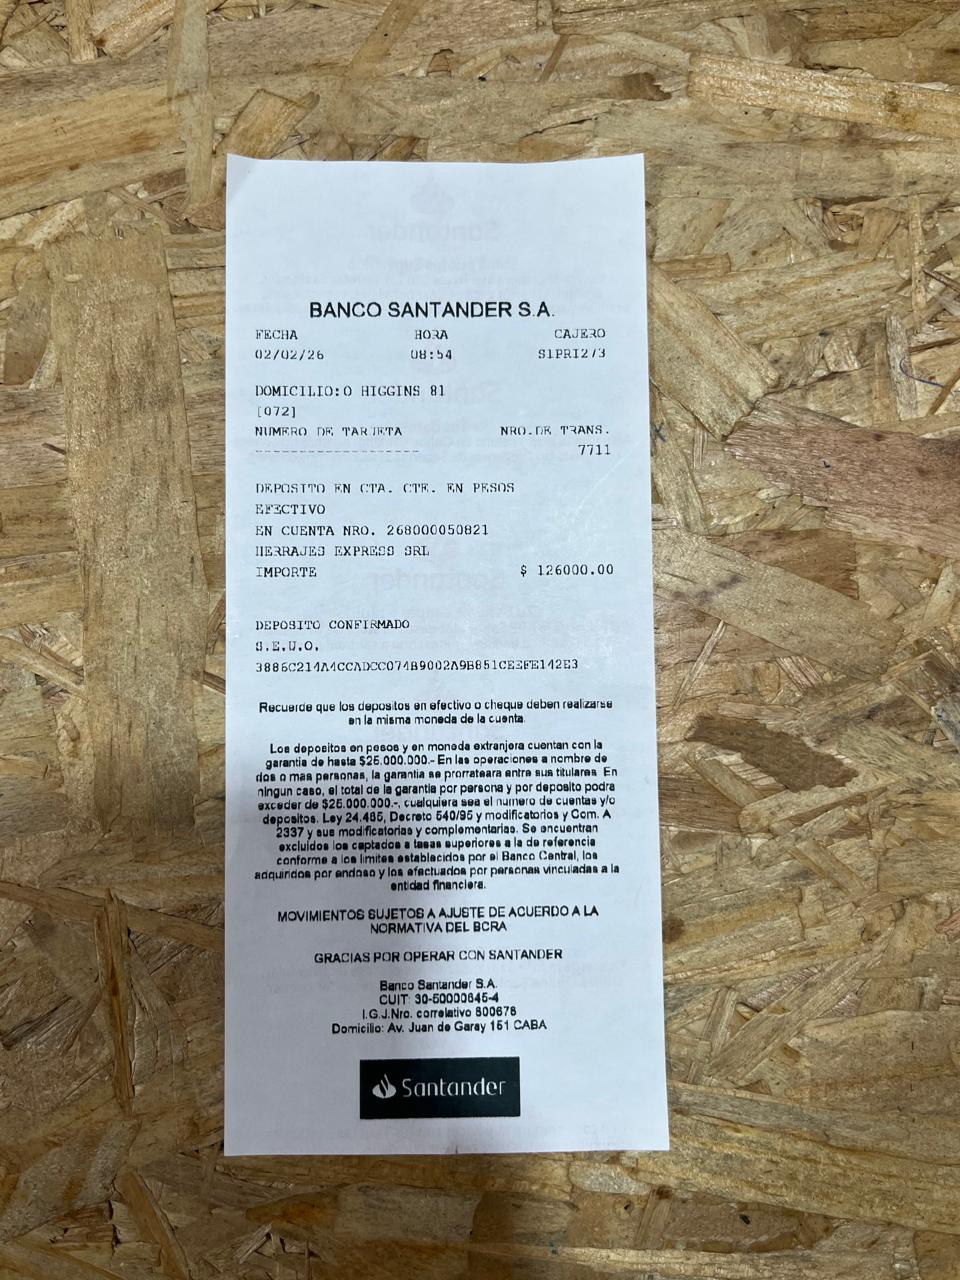 BANCO SANTANDER S.A.
FECHA HORA CAJERO
02/02/26 08:54 S1PRI273
DOMICILIO:O HIGGINS 81
[072]
NUMERO DE TARJETA NRO.DE TRANS.
------------------- 7711
DEPOSITO EN CTA. CTE. EN PESOS
EFECTIVO
EN CUENTA NRO. 268000050821
HERRAJES EXPRESS SRL
IMPORTE $ 126000.00
DEPOSITO CONFIRMADO
S.E.U.O.
Recuerde que los depositos en efectivo o cheque deben realizarse
en la misma moneda de la cuenta.
Los depositos en pesos y en moneda extranjera cuentan con la
garantia de hasta $25.000.000.- En las operaciones a nombre de
dos o mas personas, la garantia se prorrateara entre sus titulares. En
ningun caso, el total de la garantia por persona y por deposito podra
exceder de $25.000.000.-, cualquiera sea el numero de cuentas y/o
depositos. Ley 24.485, Decreto 540/95 y modificatorios y Com. A
2337 y sus modificatorias y complementarias. Se encuentran
excluidos los captados a tasas superiores a la de referencia
conforme a los limites establecidos por el Banco Central, los
adquiridos por endoso y los efectuados por personas vinculadas a la
entidad financiera.
MOVIMIENTOS SUJETOS A AJUSTE DE ACUERDO A LA
NORMATIVA DEL BCRA
GRACIAS POR OPERAR CON SANTANDER
Banco Santander S.A.
CUIT: 30-50000845-4
I.G.J.Nro. correlativo 800678
Domicilio: Av. Juan de Garay 151 CABA
Santander